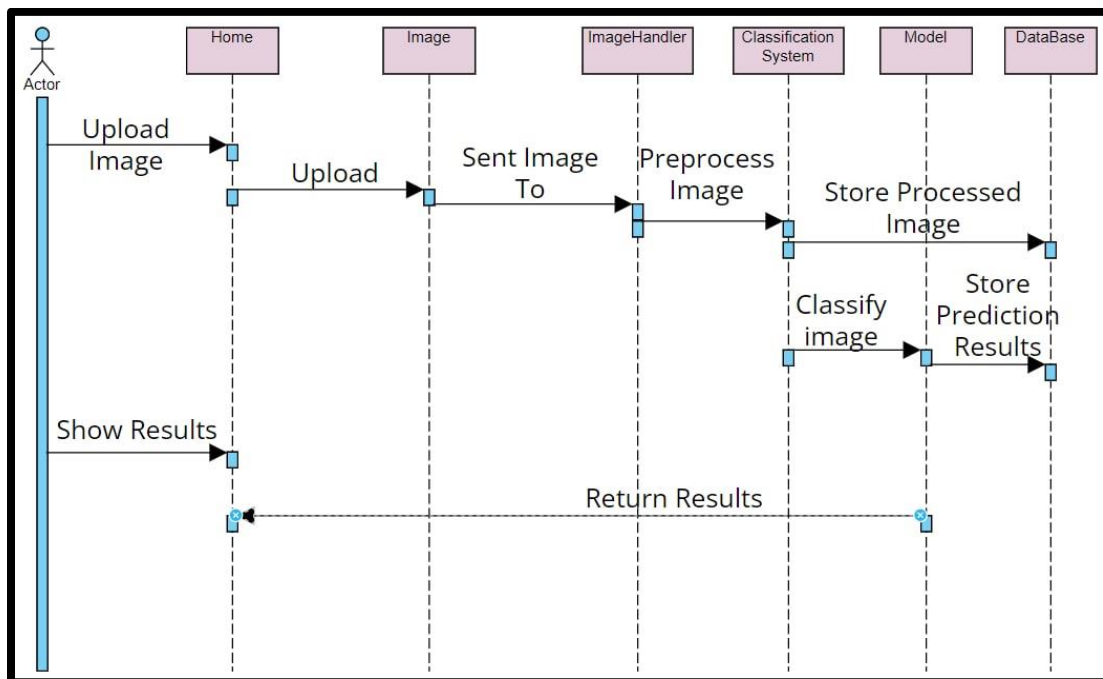 Home
Image
ImageHandler
Classification
System
Model
DataBase
Actor
Upload
Image
Upload
Sent Image
To
Preprocess
Image
Store Processed
Image
Classify
image
Store
Prediction
Results
Show Results
Return Results